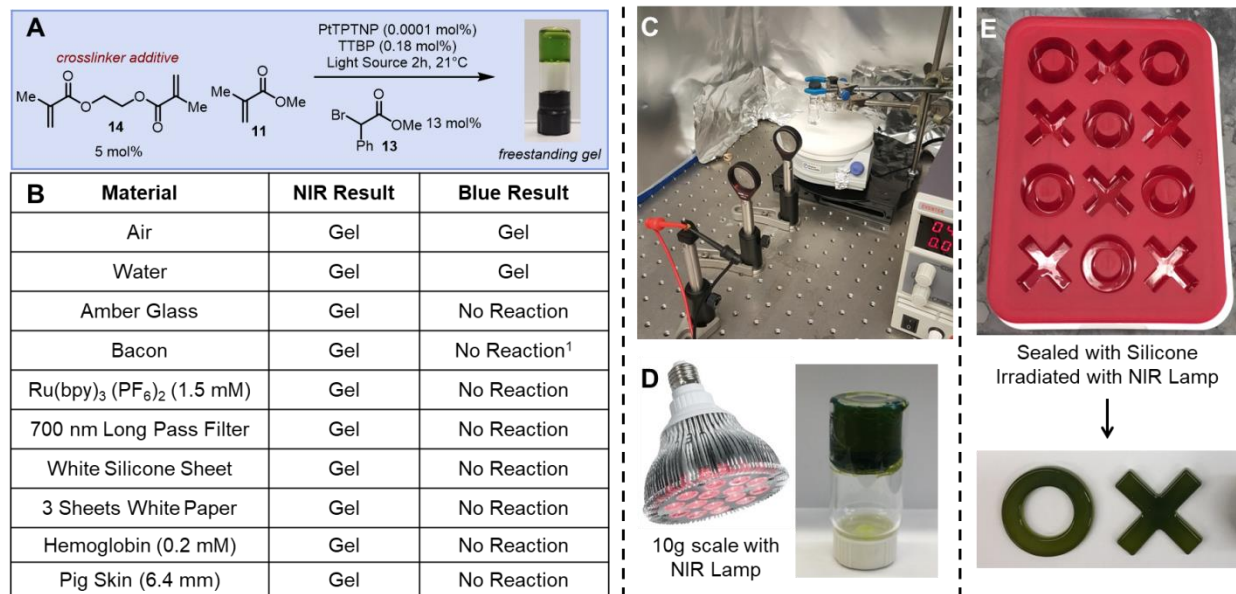 A
crosslinker additive
PtTPTNP (0.0001 mol%)
TTBP (0.18 mol%)
Light Source 2h, 21°C
Me
O
O
O
O
Me
14
5 mol%
Me
O
OMe
11
Br
O
OMe
Ph
13
13 mol%
freestanding gel
B
Material NIR Result Blue Result
Air Gel Gel
Water Gel Gel
Amber Glass Gel No Reaction
Bacon Gel No Reaction¹
Ru(bpy)₃ (PF₆)₂ (1.5 mM) Gel No Reaction
700 nm Long Pass Filter Gel No Reaction
White Silicone Sheet Gel No Reaction
3 Sheets White Paper Gel No Reaction
Hemoglobin (0.2 mM) Gel No Reaction
Pig Skin (6.4 mm) Gel No Reaction
C
D
10g scale with
NIR Lamp
E
Sealed with Silicone
Irradiated with NIR Lamp